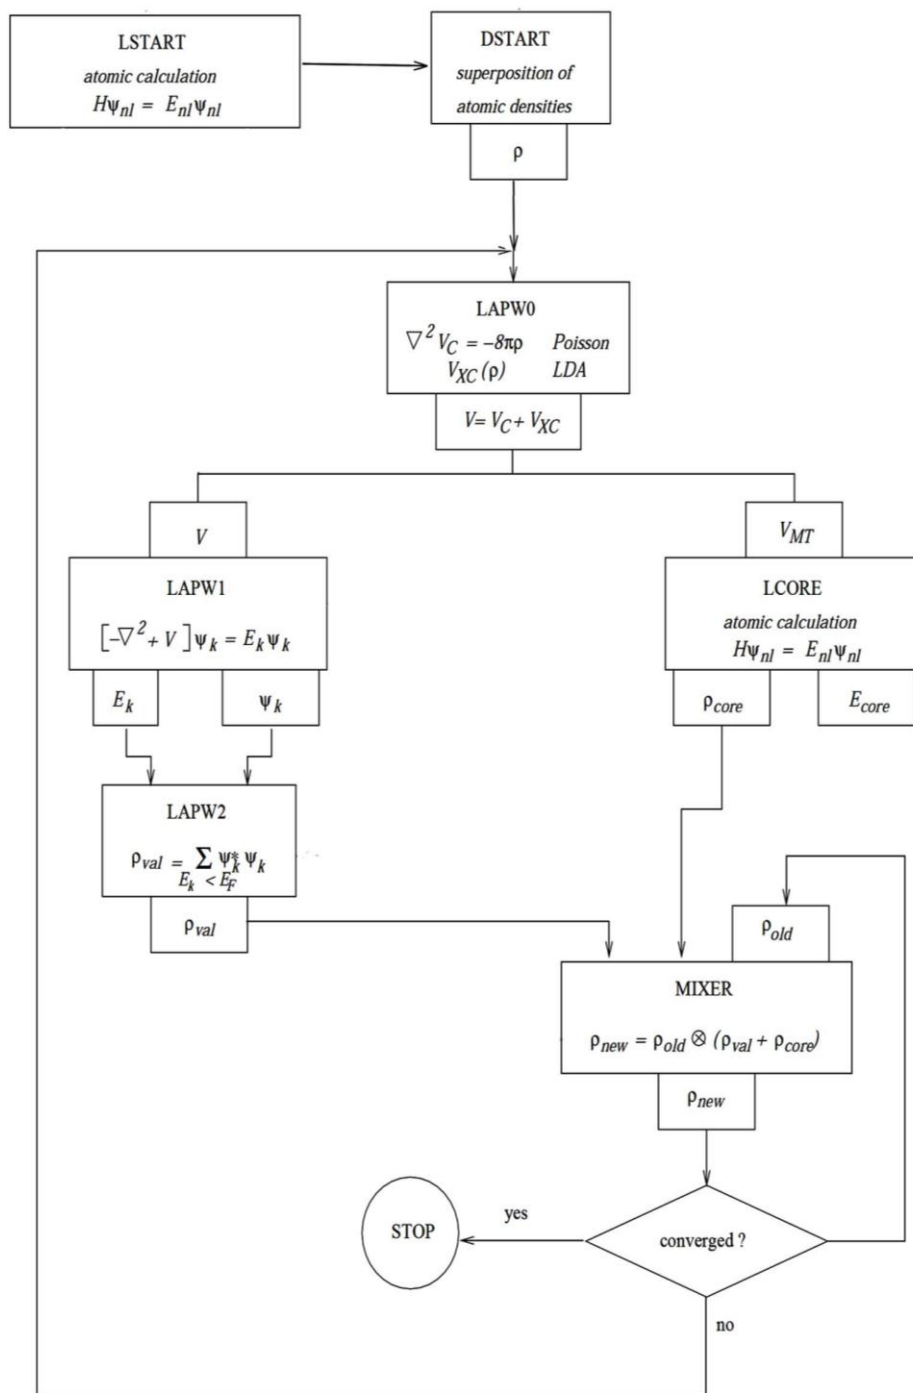 LSTART
atomic calculation
Hψnl = Enlψnl
DSTART
superposition of
atomic densities
ρ
LAPW0
∇²VC = −8πρ Poisson
VXC(ρ) LDA
V= VC + VXC
V
LAPW1
[−∇² + V ]ψk = Ekψk
Ek
ψk
VMT
LCORE
atomic calculation
Hψnl = Enlψnl
ρcore
Ecore
LAPW2
ρval = Σ ψk* ψk
Ek < EF
ρval
ρold
MIXER
ρnew = ρold ⊗ (ρval + ρcore)
ρnew
STOP
yes
converged ?
no